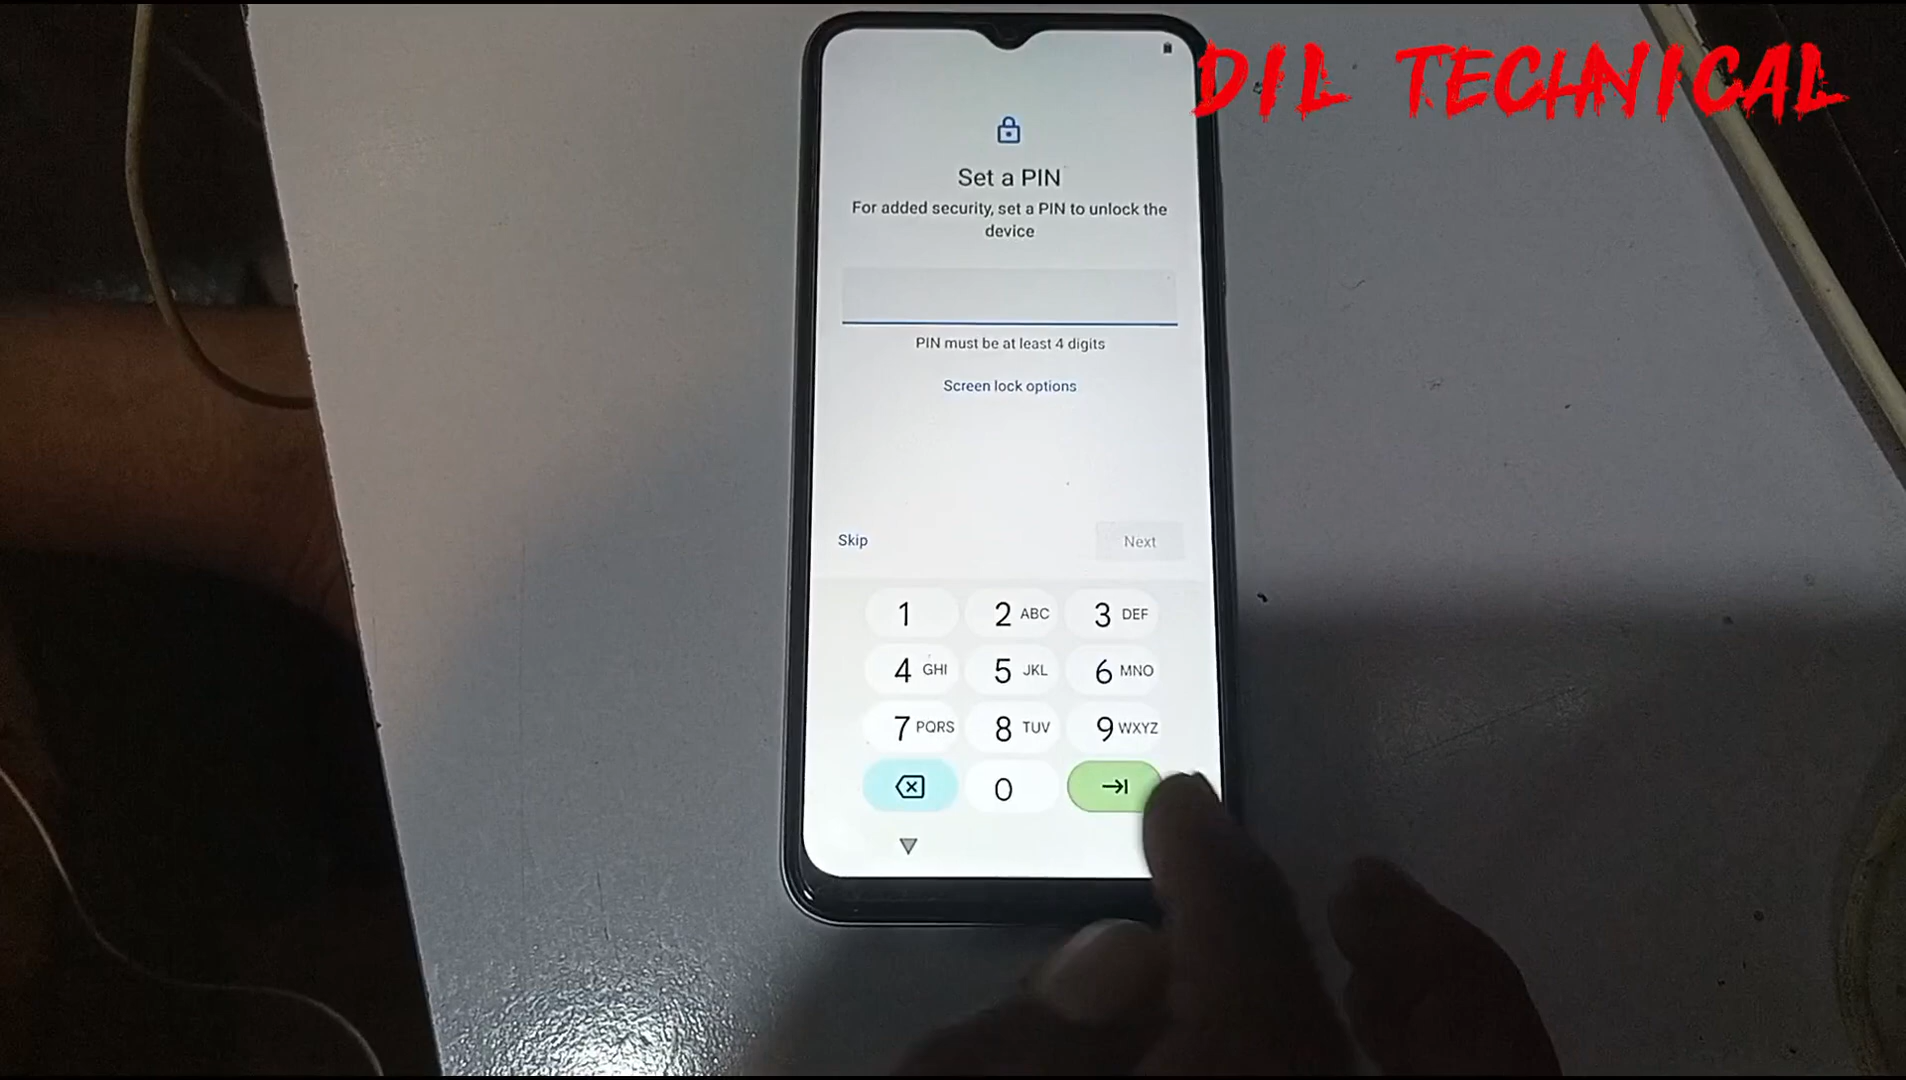 DIL TECHNICAL
Set a PIN
For added security, set a PIN to unlock the
device
PIN must be at least 4 digits
Screen lock options
Skip
Next
1
2 ABC
3 DEF
4 GHI
5 JKL
6 MNO
7 PQRS
8 TUV
9 WXYZ
0